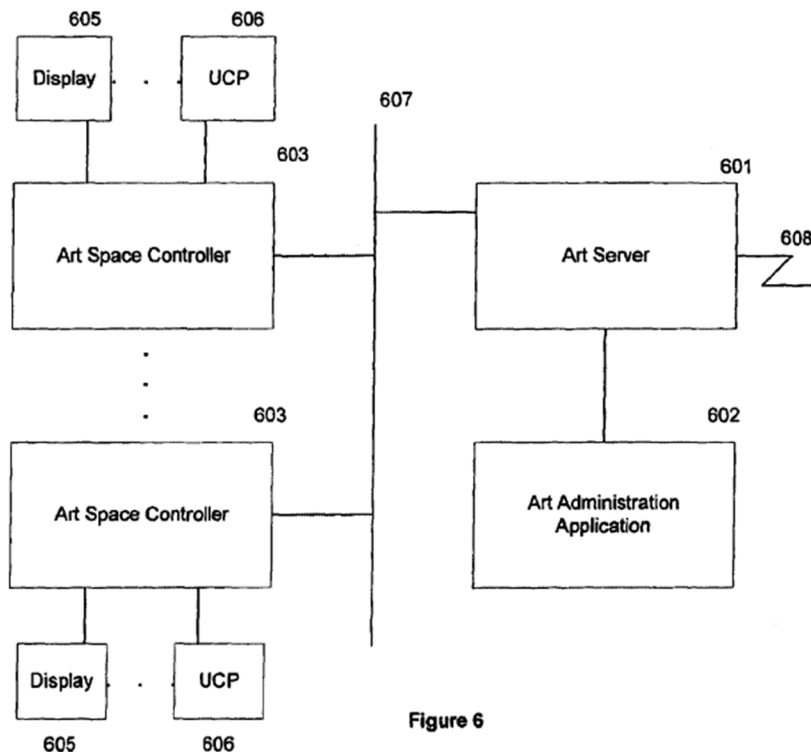 605
606
Display
UCP
607
603
601
Art Space Controller
Art Server
608
603
602
Art Space Controller
Art Administration
Application
Display
UCP
605
606
Figure 6